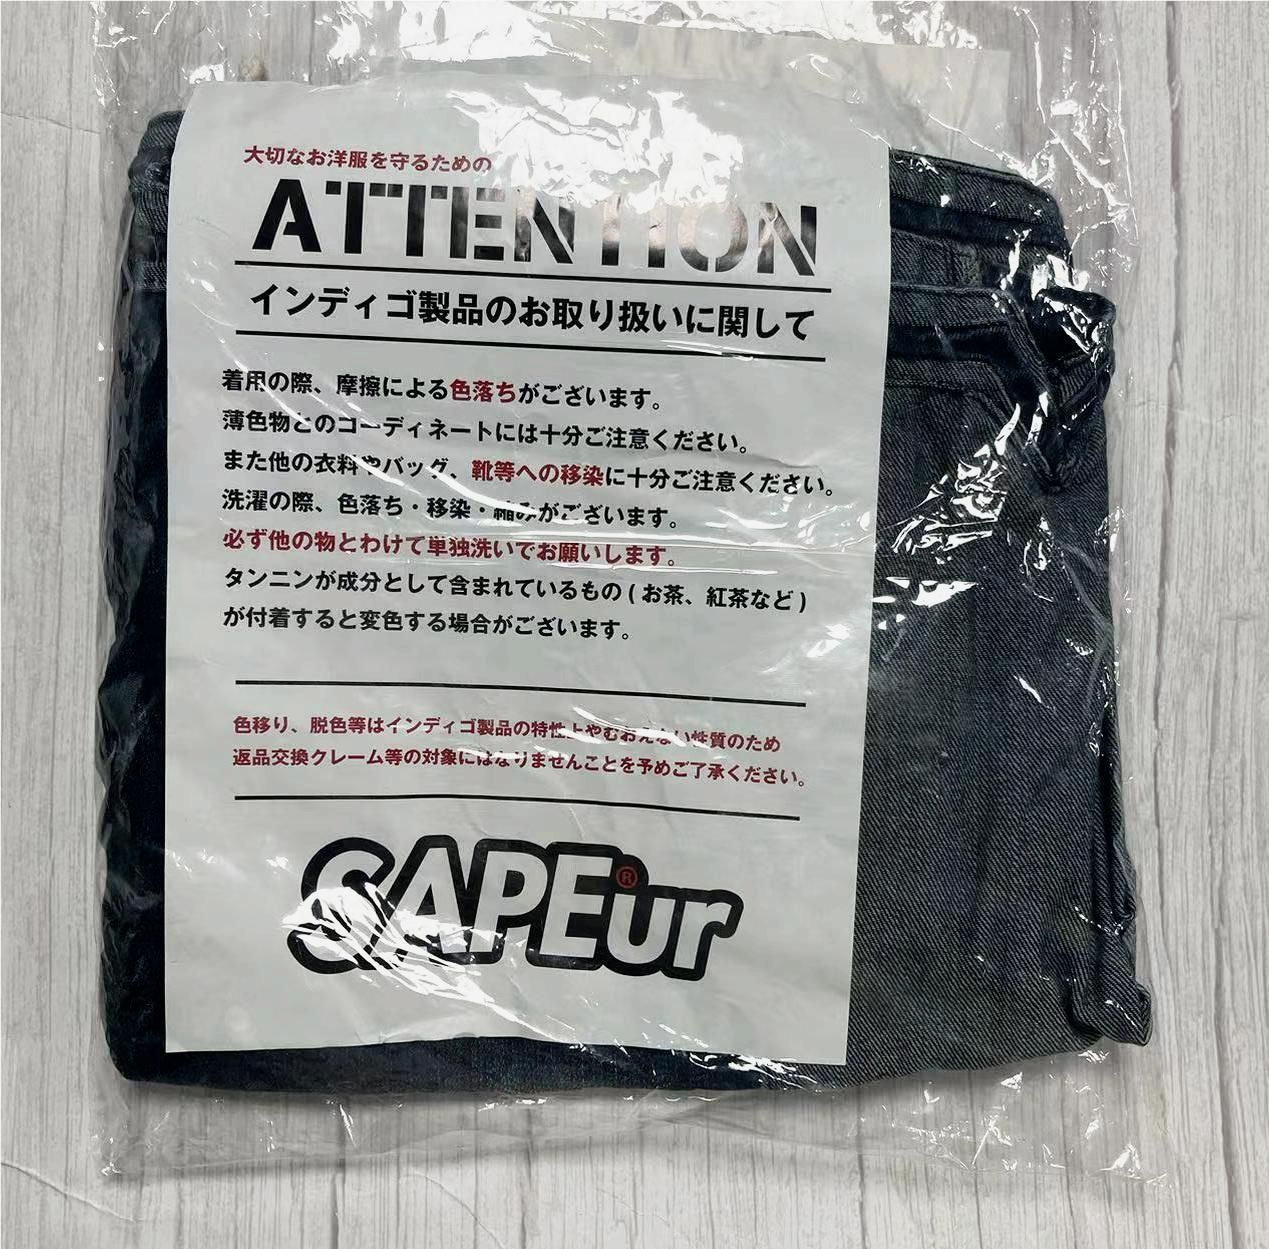 大切なお洋服を守るための
ATTENTION
インディゴ製品のお取り扱いに関して
着用の際、摩擦による色落ちがございます。
薄色物とのコーディネートには十分ご注意ください。
また他の衣料やバッグ、靴等への移染に十分ご注意ください。
洗濯の際、色落ち・移染・縮みがございます。
必ず他の物とわけて単独洗いでお願いします。
タンニンが成分として含まれているもの ( お茶、紅茶など )
が付着すると変色する場合がございます。
色移り、脱色等はインディゴ製品の特性上やむおえない性質のため
返品交換クレーム等の対象にはなりませんことを予めご了承ください。
SAPEur®